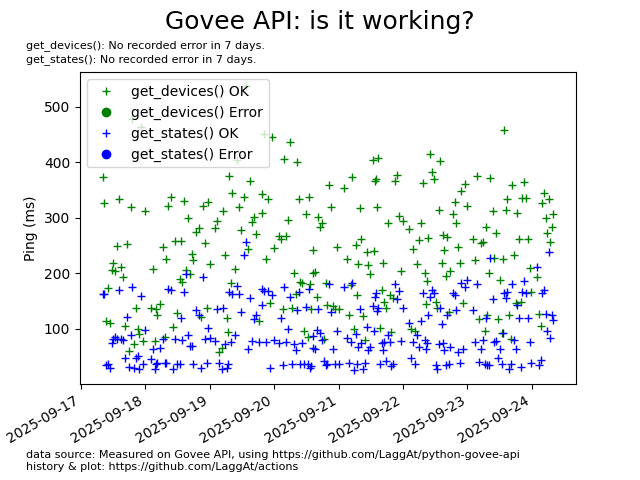 Govee API: is it working?
get_devices(): No recorded error in 7 days.
get_states(): No recorded error in 7 days.
get_devices() OK
get_devices() Error
get_states() OK
get_states() Error
Ping (ms)
500
400
300
200
100
2025-09-17
2025-09-18
2025-09-19
2025-09-20
2025-09-21
2025-09-22
2025-09-23
2025-09-24
data source: Measured on Govee API, using https://github.com/LaggAt/python-govee-api
history & plot: https://github.com/LaggAt/actions